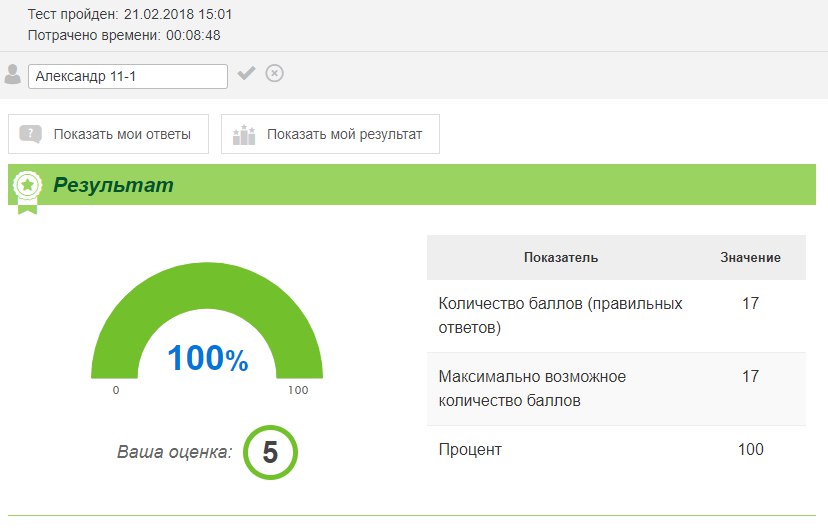 Тест пройден: 21.02.2018 15:01
Потрачено времени: 00:08:48
Александр 11-1
Показать мои ответы
Показать мой результат
Результат
Показатель Значение
Количество баллов (правильных 17
ответов)
Максимально возможное 17
количество баллов
Процент 100
100%
0 100
Ваша оценка: 5